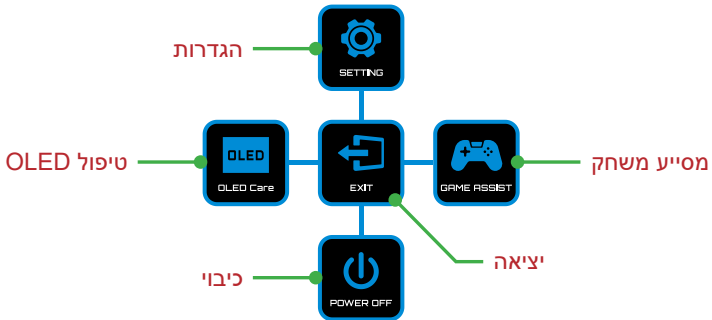 הגדרות
SETTING
טיפול OLED
OLED
OLED Care
EXIT
GAME ASSIST
מסייע משחק
יציאה
כיבוי
POWER OFF